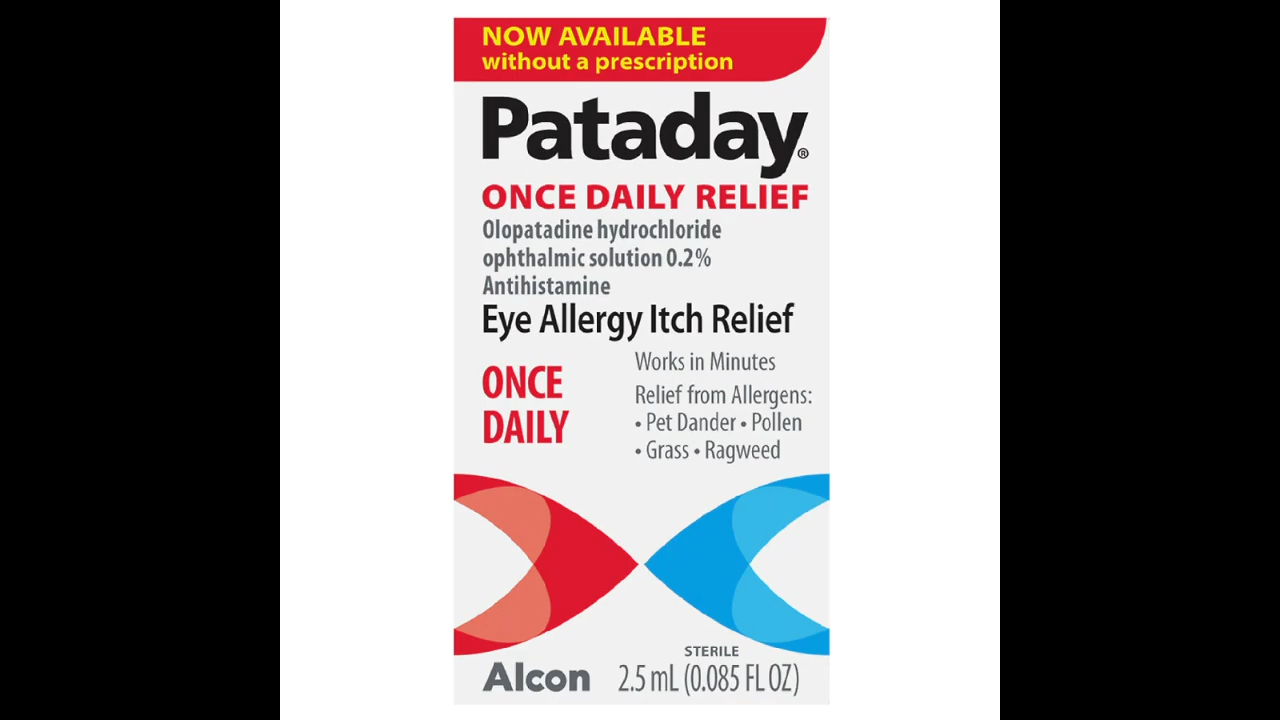 NOW AVAILABLE
without a prescription
Pataday®
ONCE DAILY RELIEF
Olopatadine hydrochloride
ophthalmic solution 0.2%
Antihistamine
Eye Allergy Itch Relief
ONCE
DAILY
Works in Minutes
Relief from Allergens:
• Pet Dander • Pollen
• Grass • Ragweed
STERILE
Alcon 2.5 mL (0.085 FL OZ)